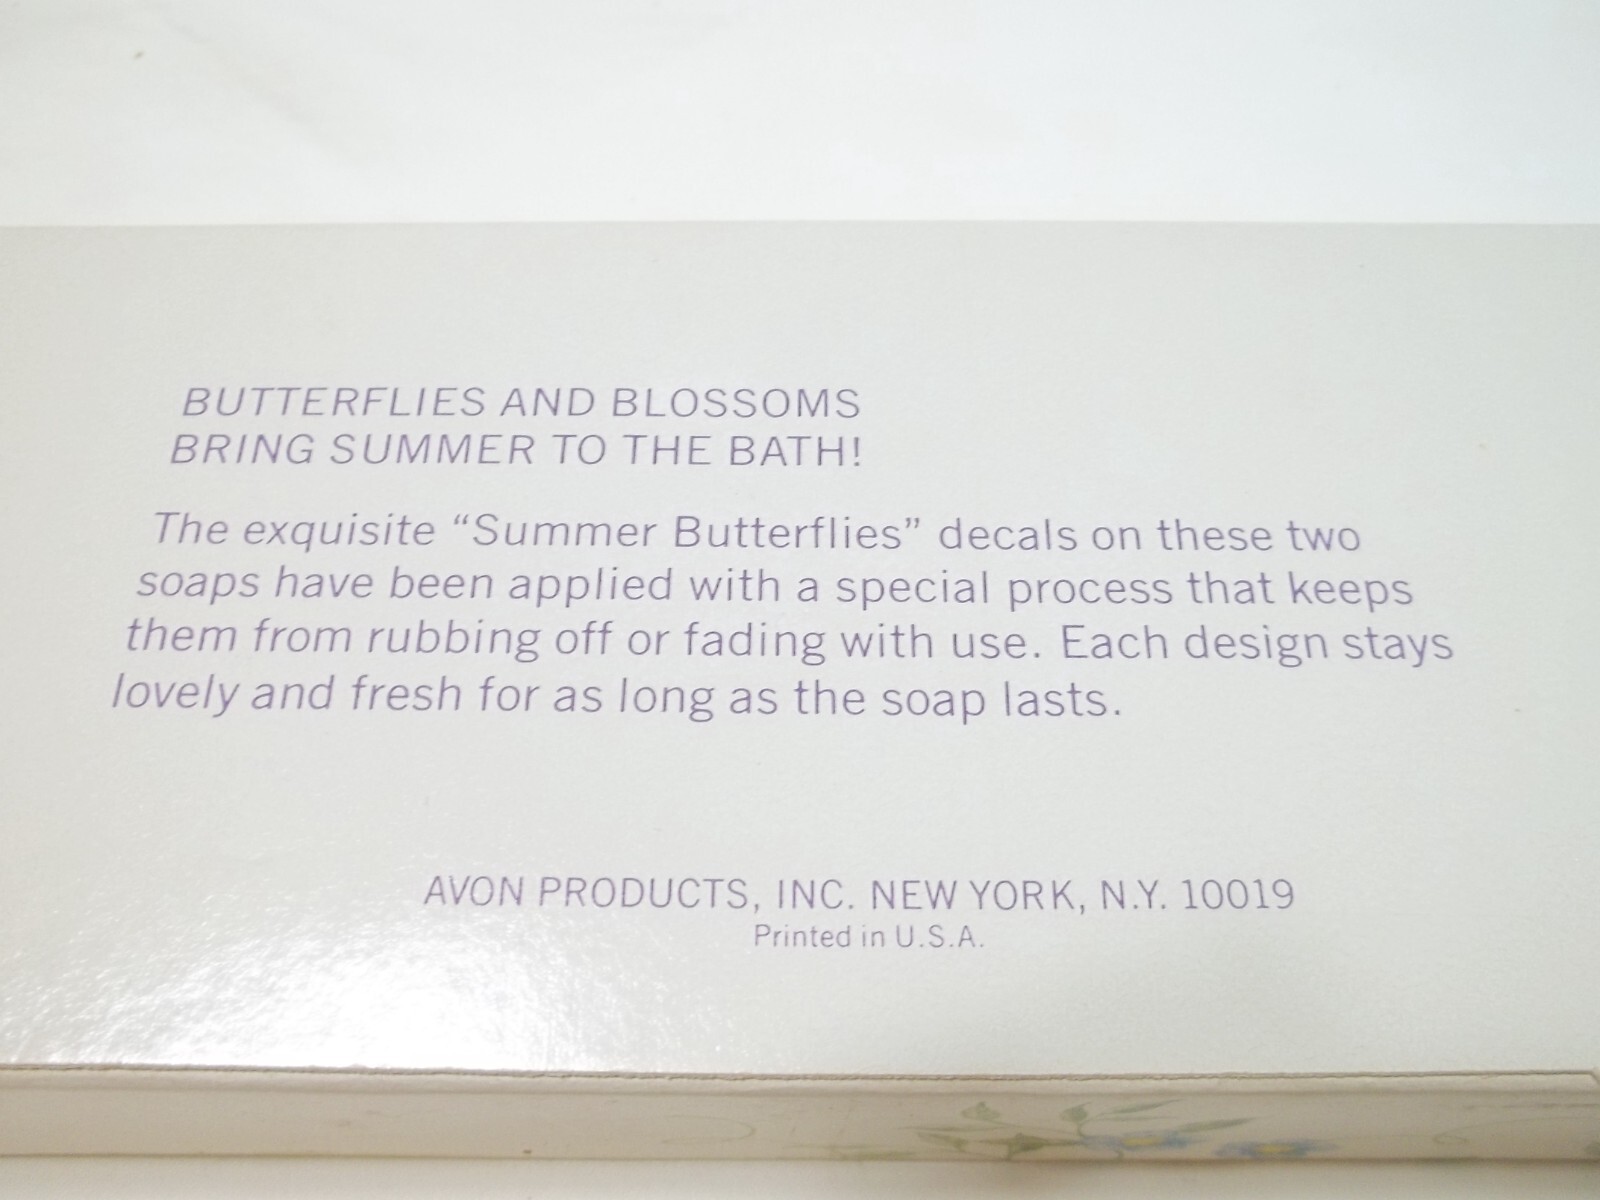 BUTTERFLIES AND BLOSSOMS
BRING SUMMER TO THE BATH!
The exquisite “Summer Butterflies” decals on these two
soaps have been applied with a special process that keeps
them from rubbing off or fading with use. Each design stays
lovely and fresh for as long as the soap lasts.
AVON PRODUCTS, INC. NEW YORK, N.Y. 10019
Printed in U.S.A.